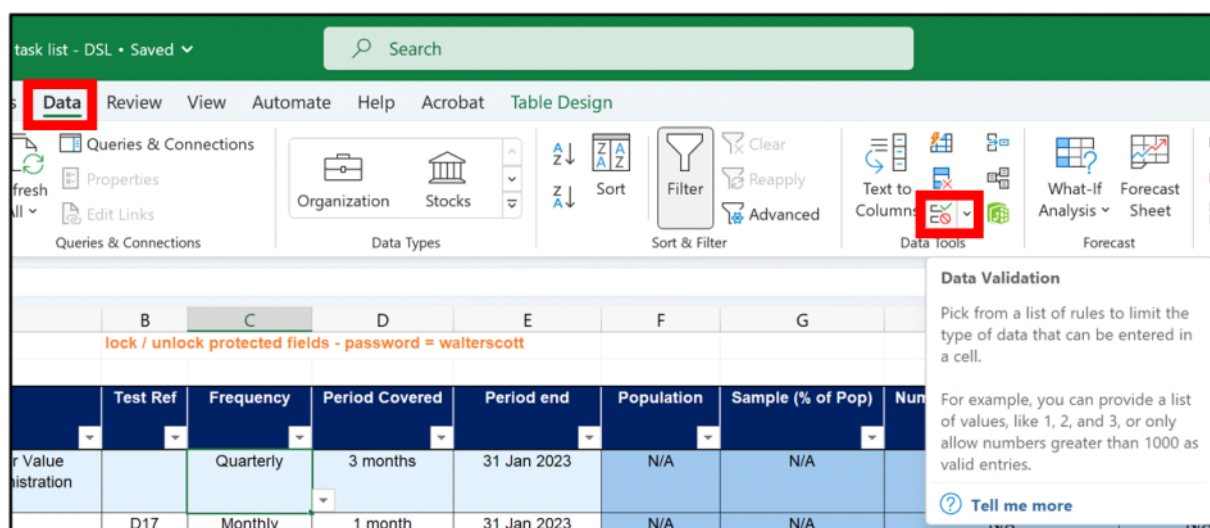 task list - DSL • Saved
Search
Data Review View Automate Help Acrobat Table Design
Queries & Connections
Properties
Edit Links
Queries & Connections
Organization
Stocks
Data Types
Sort
Filter
Clear
Reapply
Advanced
Sort & Filter
Text to
Columns
Data Tools
What-If
Analysis
Forecast
Sheet
Forecast
Data Validation
Pick from a list of rules to limit the
type of data that can be entered in
a cell.
For example, you can provide a list
of values, like 1, 2, and 3, or only
allow numbers greater than 1000 as
valid entries.
Tell me more
B C D E F G
lock / unlock protected fields - password = walterscott
Test Ref Frequency Period Covered Period end Population Sample (% of Pop) Num
r Value
istration
Quarterly 3 months 31 Jan 2023 N/A N/A
D17 Monthly 1 month 31 Jan 2023 N/A N/A